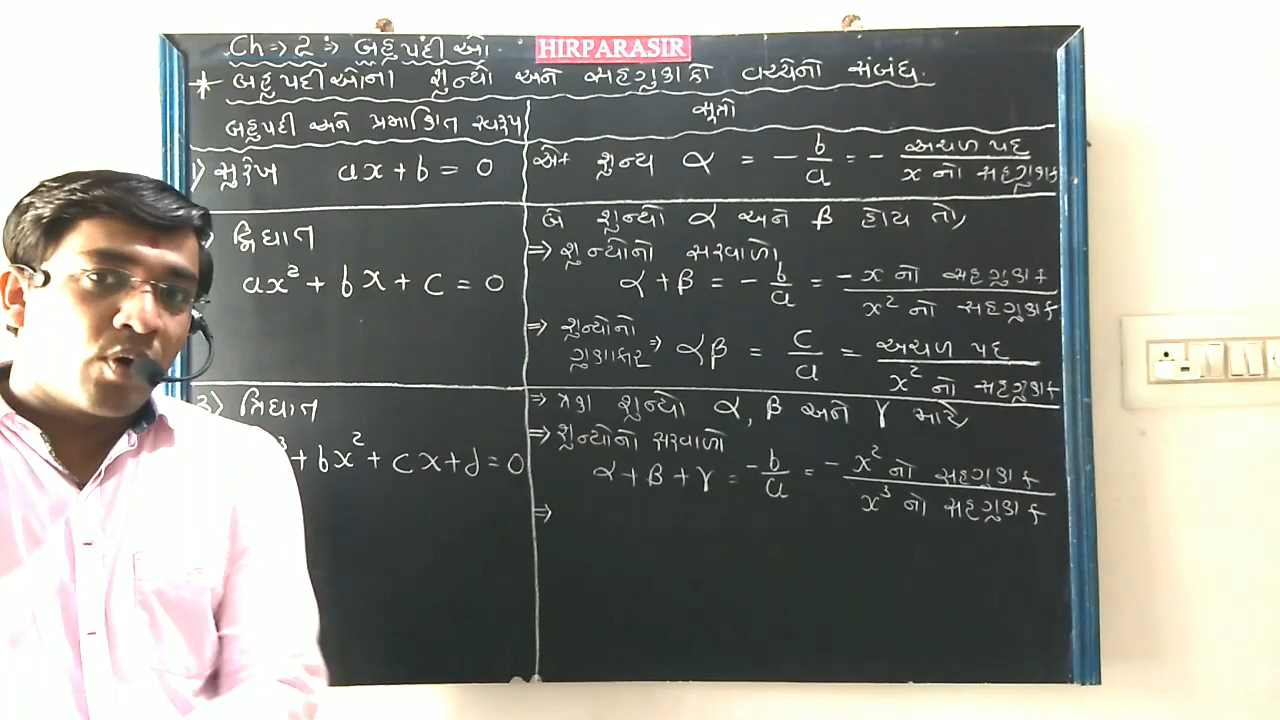 Ch => 2 => બહુપદીઓ
HIRPARASIR
* બહુપદીઓના શૂન્યો અને સહગુણકો વચ્ચેનો સંબંધ.
બહુપદી અને પ્રમાણિત સ્વરૂપ
સૂત્રો
૧) સુરેખ ax + b = 0
એક શૂન્ય α = - b/a = - અચળ પદ / x નો સહગુણક
) દ્વિઘાત
ax² + bx + c = 0
બે શૂન્યો α અને β હોય તો,
=> શૂન્યોનો સરવાળો,
α + β = - b/a = - x નો સહગુણક / x² નો સહગુણક
=> શૂન્યોનો
ગુણાકાર => αβ = c/a = અચળ પદ / x² નો સહગુણક
૩) ત્રિઘાત
³ + bx² + cx + d = 0
=> ત્રણ શૂન્યો α, β અને γ માટે,
=> શૂન્યોનો સરવાળો
α + β + γ = -b/a = - x² નો સહગુણક / x³ નો સહગુણક
=>